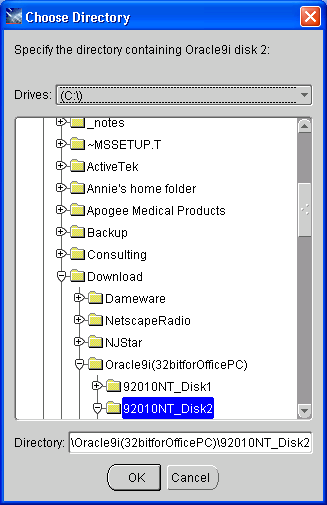 Choose Directory
Specify the directory containing Oracle9i disk 2:
Drives: (C:\)
_notes
~MSSETUP.T
ActiveTek
Annie's home folder
Apogee Medical Products
Backup
Consulting
Download
Dameware
NetscapeRadio
NJStar
Oracle9i(32bitforOfficePC)
92010NT_Disk1
92010NT_Disk2
Directory: \Oracle9i(32bitforOfficePC)\92010NT_Disk2
OK Cancel